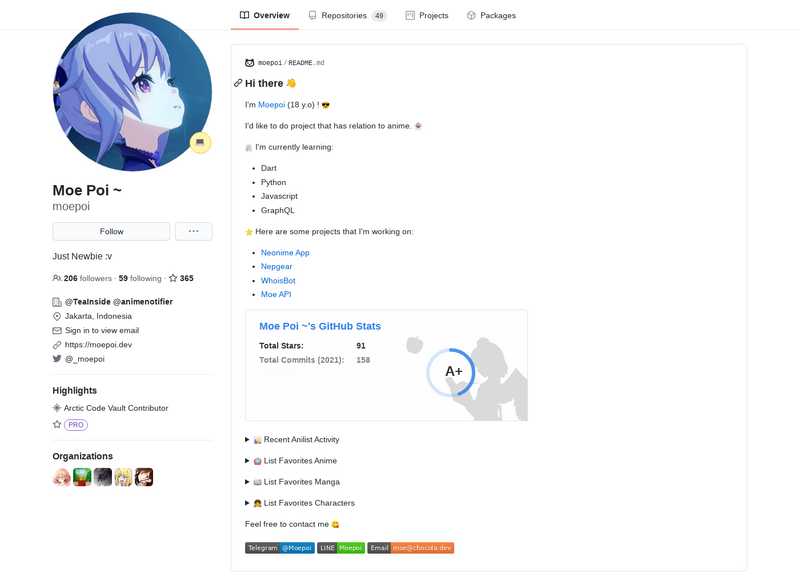 Overview
Repositories 49
Projects
Packages
Moe Poi ~
moepoi
Follow
Just Newbie :v
206 followers · 59 following · 365
@TeaInside @animenotifier
Jakarta, Indonesia
Sign in to view email
https://moepoi.dev
@_moepoi
Highlights
Arctic Code Vault Contributor
PRO
Organizations
moepoi/README.md
Hi there 👋
I'm Moepoi (18 y.o) ! 😎
I'd like to do project that has relation to anime.
I'm currently learning:
Dart
Python
Javascript
GraphQL
⭐ Here are some projects that I'm working on:
Neonime App
Nepgear
WhoisBot
Moe API
Moe Poi ~'s GitHub Stats
Total Stars: 91
Total Commits (2021): 158
A+
Recent Anilist Activity
List Favorites Anime
List Favorites Manga
List Favorites Characters
Feel free to contact me 😋
Telegram @Moepoi LINE Moepoi Email moe@chocola.dev